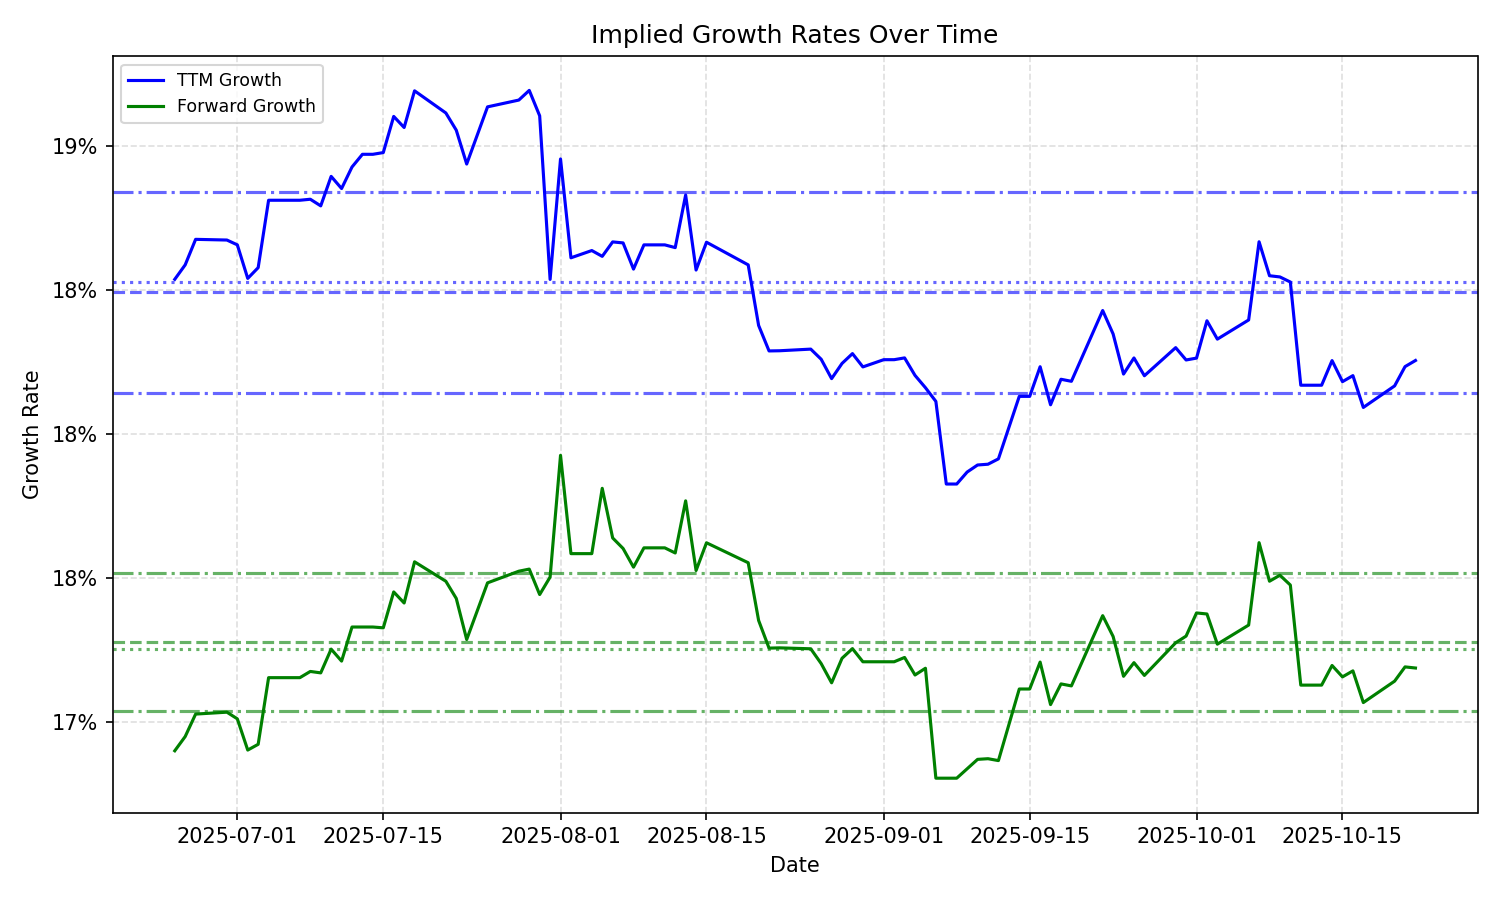 Implied Growth Rates Over Time
TTM Growth
Forward Growth
19%
18%
18%
18%
17%
Growth Rate
2025-07-01
2025-07-15
2025-08-01
2025-08-15
2025-09-01
2025-09-15
2025-10-01
2025-10-15
Date